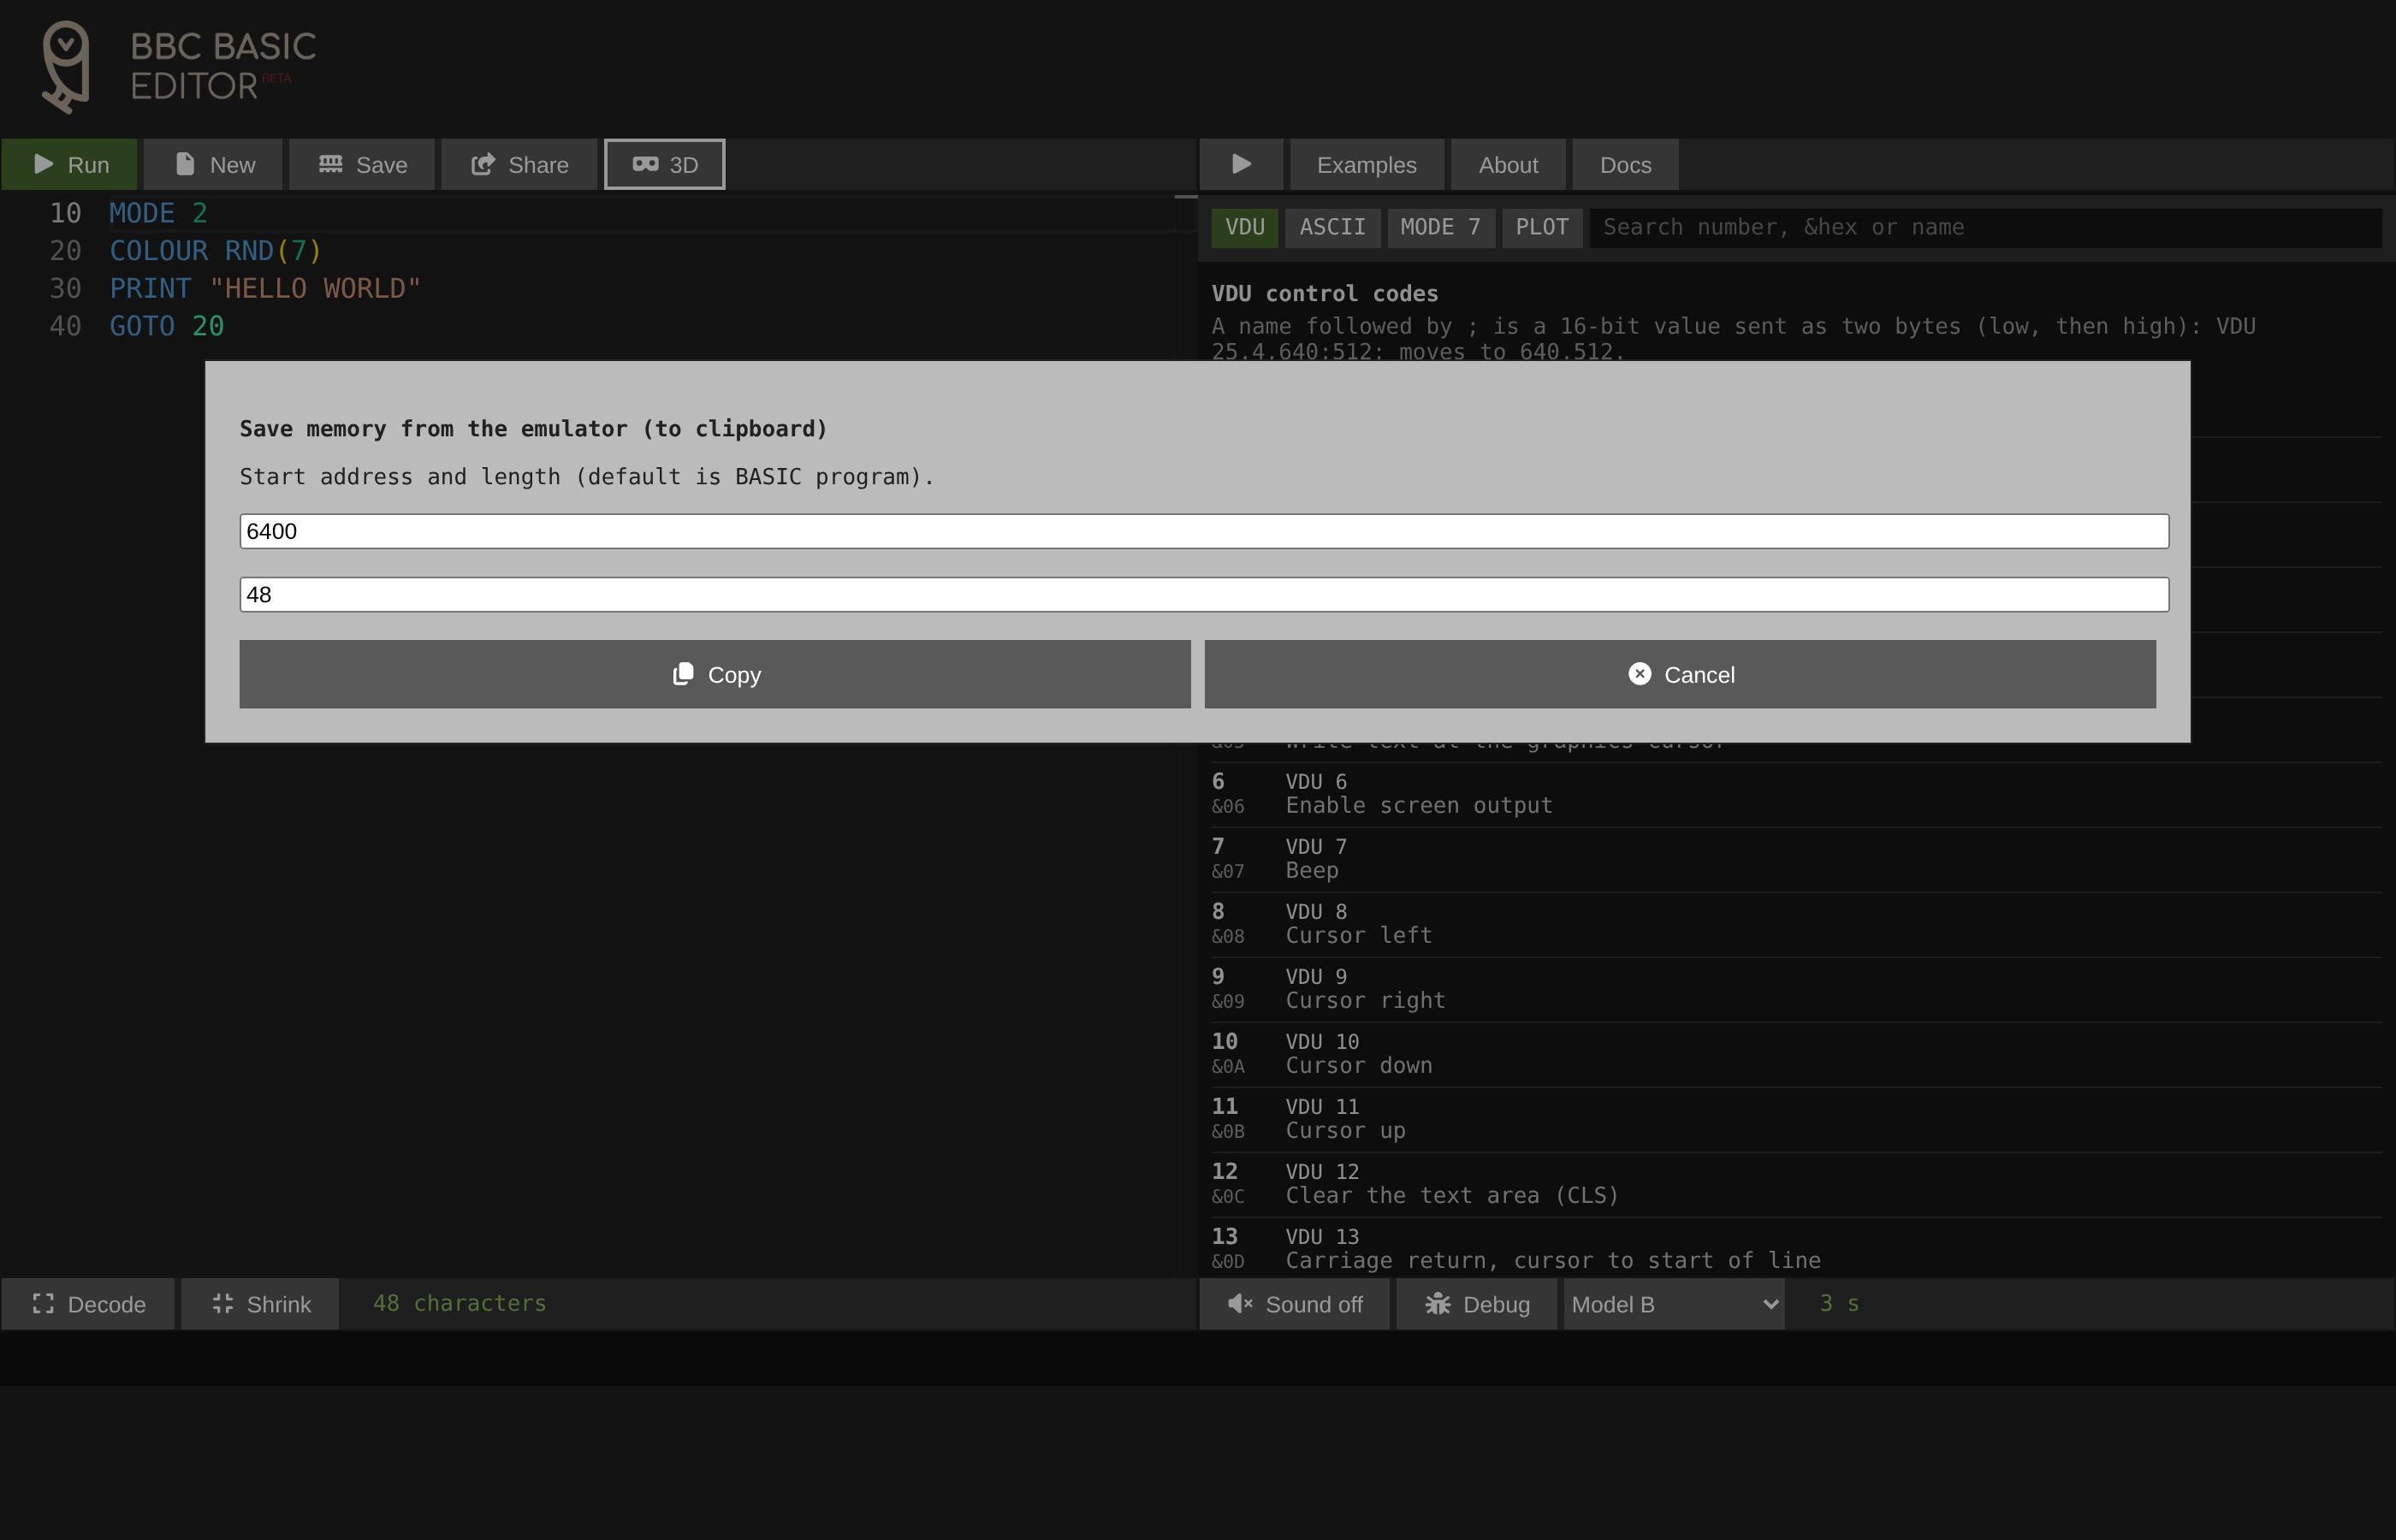 BBC BASIC
EDITOR BETA
Run New Save Share 3D
Examples About Docs
10 MODE 2
20 COLOUR RND(7)
30 PRINT "HELLO WORLD"
40 GOTO 20
VDU ASCII MODE 7 PLOT Search number, &hex or name
VDU control codes
A name followed by ; is a 16-bit value sent as two bytes (low, then high): VDU
25,4,640;512; moves to 640,512.
Save memory from the emulator (to clipboard)
Start address and length (default is BASIC program).
6400
48
Copy Cancel
&05 Write text at the graphics cursor
6 VDU 6
&06 Enable screen output
7 VDU 7
&07 Beep
8 VDU 8
&08 Cursor left
9 VDU 9
&09 Cursor right
10 VDU 10
&0A Cursor down
11 VDU 11
&0B Cursor up
12 VDU 12
&0C Clear the text area (CLS)
13 VDU 13
&0D Carriage return, cursor to start of line
Decode Shrink 48 characters
Sound off Debug Model B 3 s